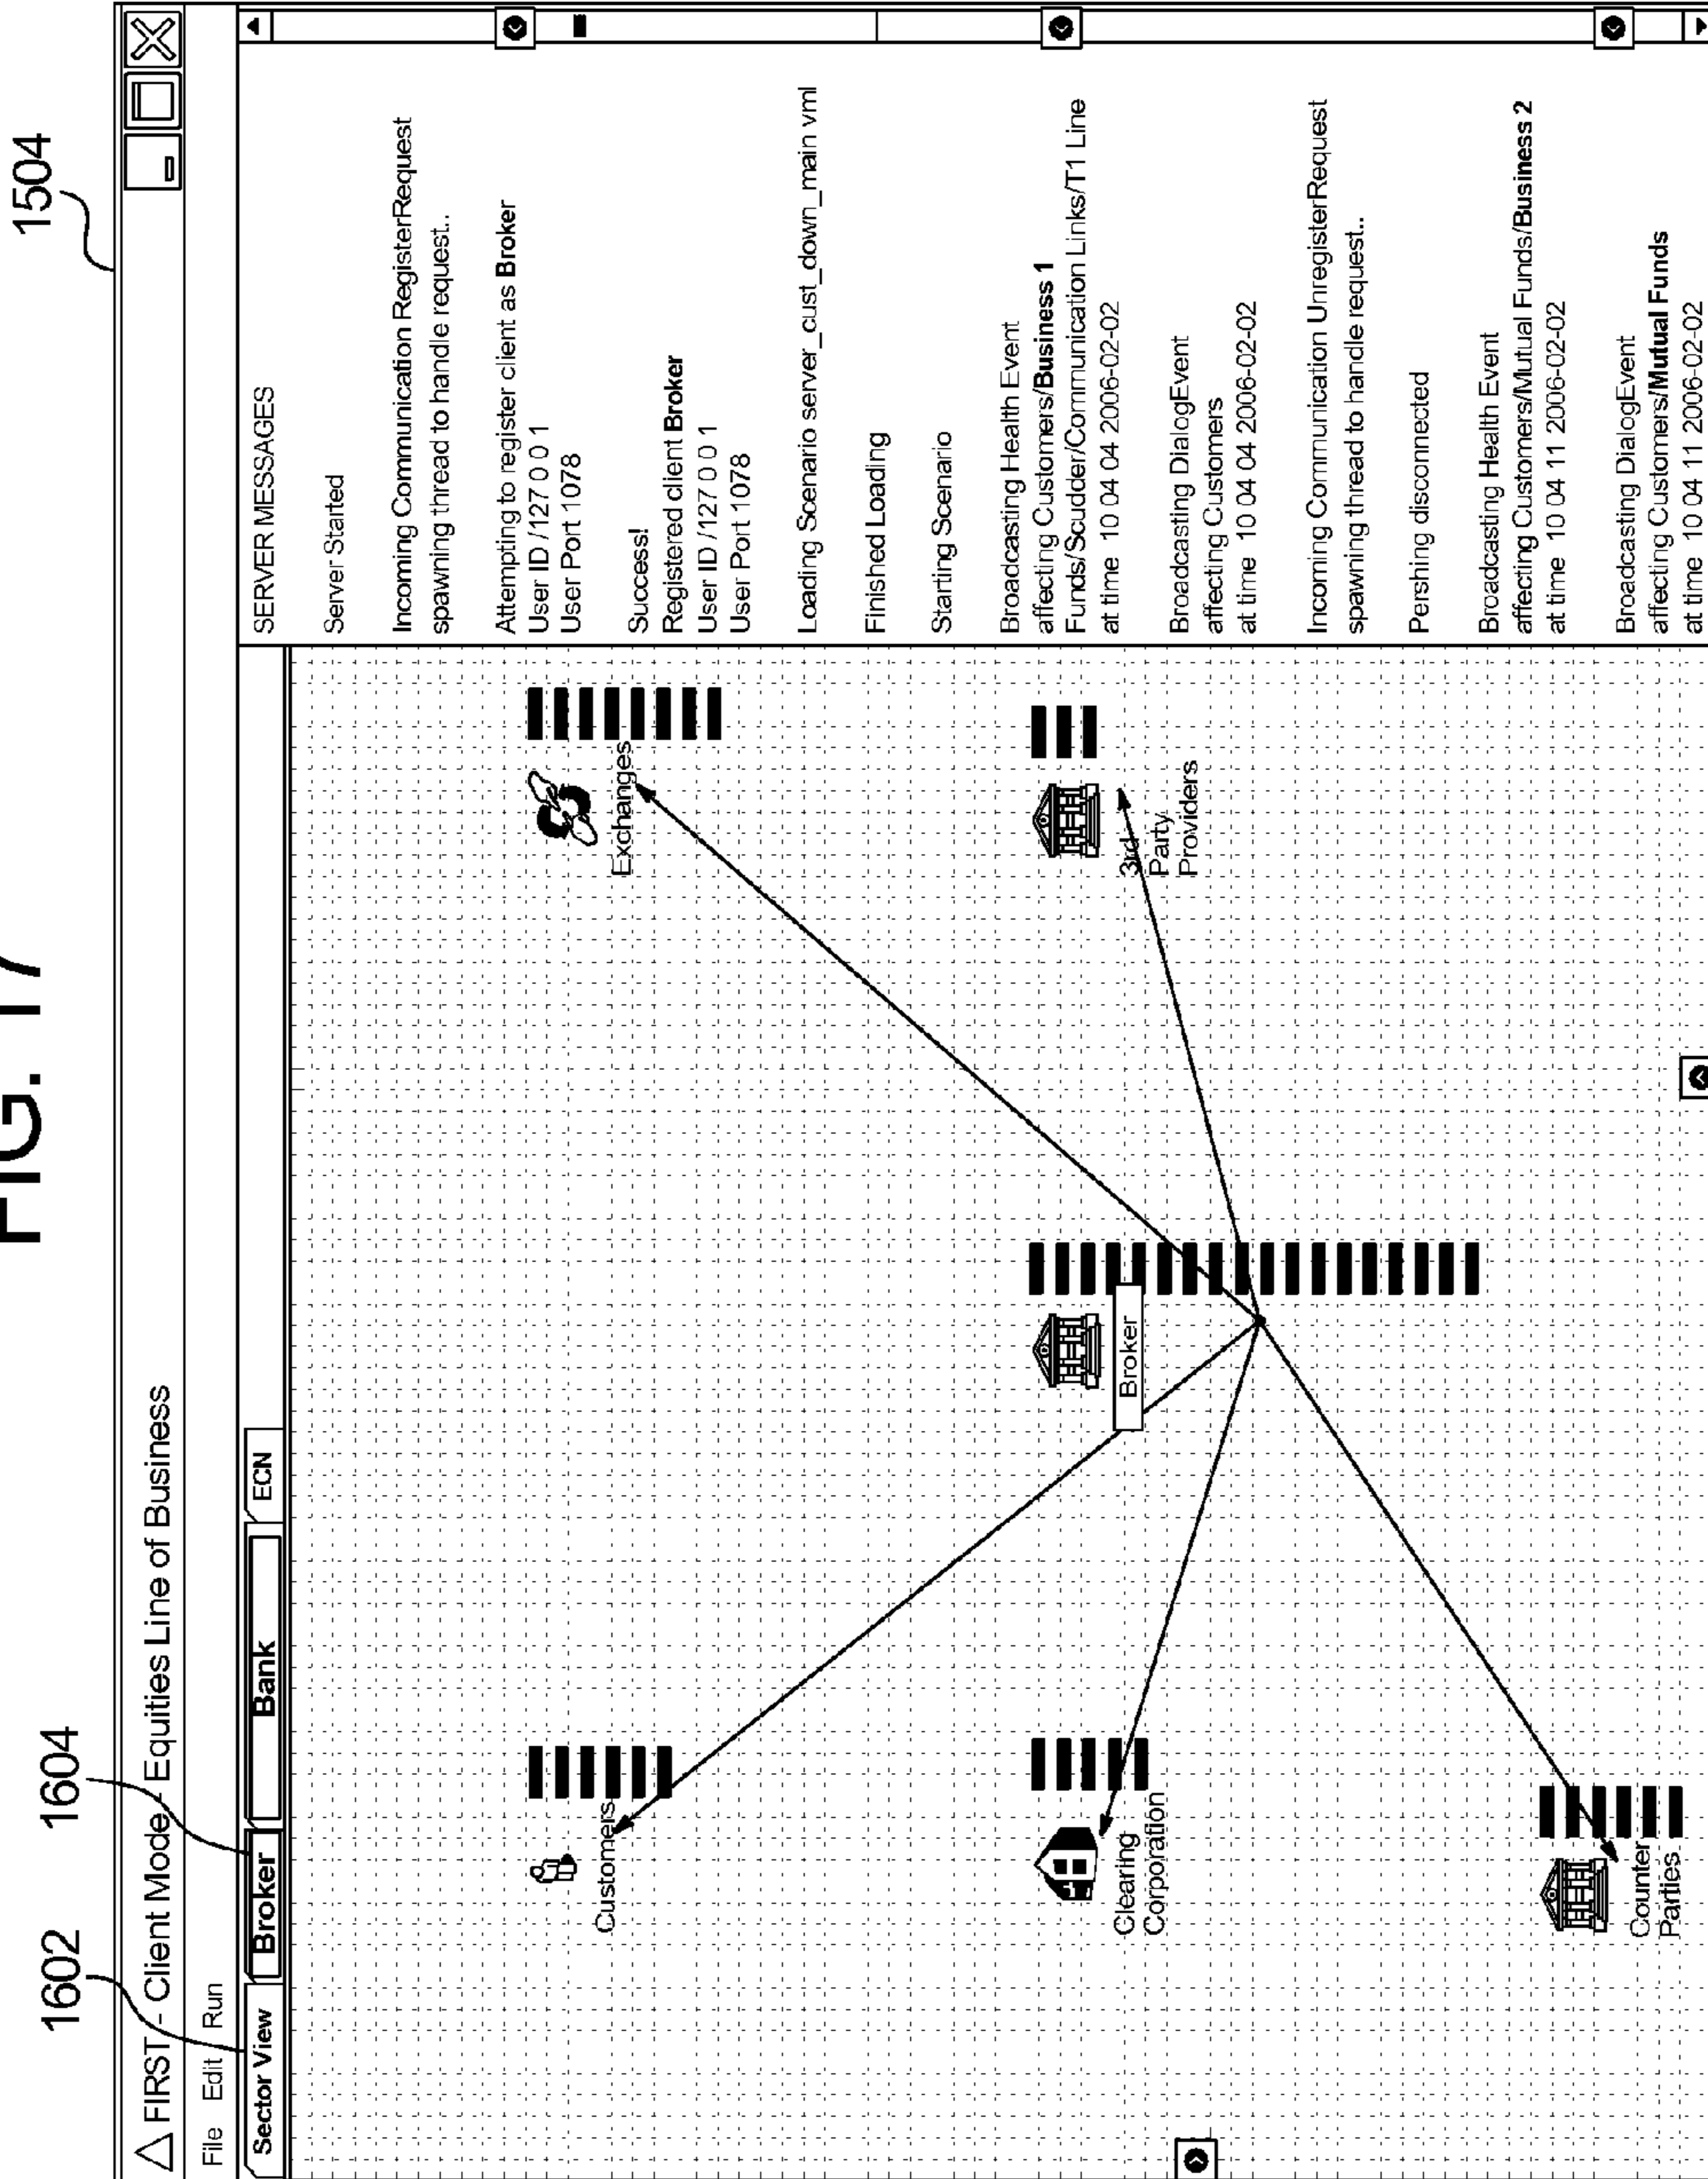 FIG. 17
1504
1602
1604
FIRST - Client Mode - Equities Line of Business
File Edit Run
Sector View
Broker
Bank
ECN
Customers
Exchanges
Broker
Clearing
Corporation
3rd
Party
Providers
Counter
Parties
SERVER MESSAGES
Server Started
Incoming Communication RegisterRequest
spawning thread to handle request..
Attempting to register client as Broker
User ID /127 0 0 1
User Port 1078
Success!
Registered client Broker
User ID /127 0 0 1
User Port 1078
Loading Scenario server_cust_down_main vml
Finished Loading
Starting Scenario
Broadcasting Health Event
affecting Customers/Business 1
Funds/Scudder/Communication Links/T1 Line
at time 10 04 04 2006-02-02
Broadcasting DialogEvent
affecting Customers
at time 10 04 04 2006-02-02
Incoming Communication UnregisterRequest
spawning thread to handle request..
Pershing disconnected
Broadcasting Health Event
affecting Customers/Mutual Funds/Business 2
at time 10 04 11 2006-02-02
Broadcasting DialogEvent
affecting Customers/Mutual Funds
at time 10 04 11 2006-02-02